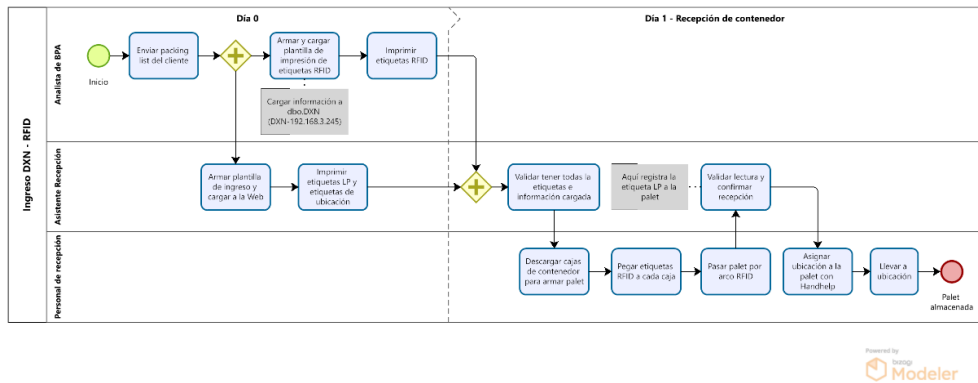 Día 0
Día 1 - Recepción de contenedor
Ingreso DXN - RFID
Analista de BPA
Inicio
Enviar packing
list del cliente
Armar y cargar
plantilla de
impresión de
etiquetas RFID
Imprimir
etiquetas RFID
Cargar información a
dbo.DXN
(DXN-192.168.3.245)
Asistente Recepción
Armar plantilla
de ingreso y
cargar a la Web
Imprimir
etiquetas LP y
etiquetas de
ubicación
Validar tener todas la
etiquetas e
información cargada
Aquí registra la
etiqueta LP a la
palet
Validar lectura y
confirmar
recepción
Personal de recepción
Descargar cajas
de contenedor
para armar palet
Pegar etiquetas
RFID a cada caja
Pasar palet por
arco RFID
Asignar
ubicación a la
palet con
Handhelp
Llevar a
ubicación
Palet
almacenada
Powered by
bizagi
Modeler